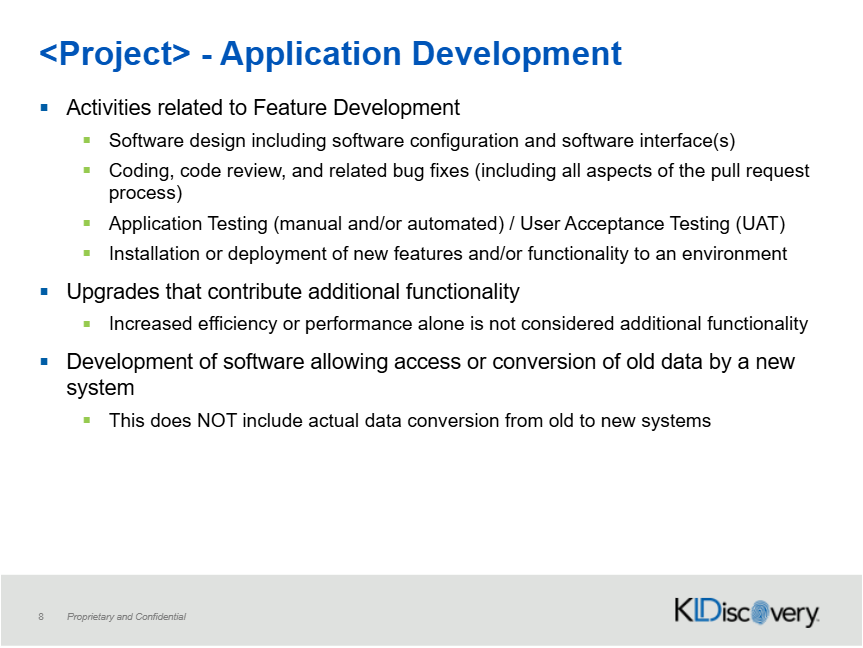 <Project> - Application Development
▪ Activities related to Feature Development
▪ Software design including software configuration and software interface(s)
▪ Coding, code review, and related bug fixes (including all aspects of the pull request
process)
▪ Application Testing (manual and/or automated) / User Acceptance Testing (UAT)
▪ Installation or deployment of new features and/or functionality to an environment
▪ Upgrades that contribute additional functionality
▪ Increased efficiency or performance alone is not considered additional functionality
▪ Development of software allowing access or conversion of old data by a new
system
▪ This does NOT include actual data conversion from old to new systems
8 Proprietary and Confidential
KLDiscovery